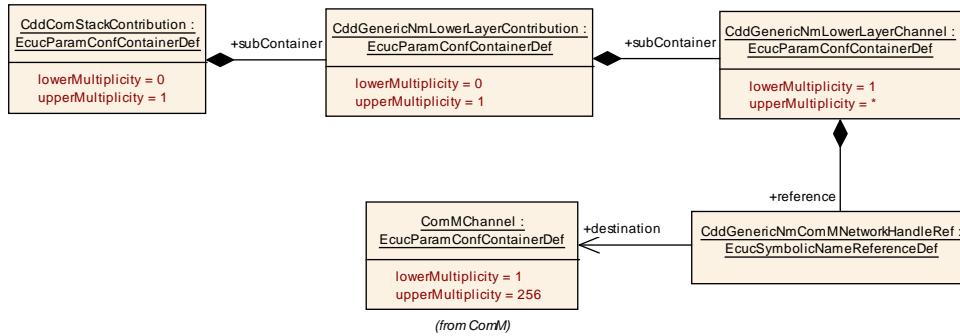 CddComStackContribution :
EcucParamConfContainerDef
lowerMultiplicity = 0
upperMultiplicity = 1
+subContainer
CddGenericNmLowerLayerContribution :
EcucParamConfContainerDef
lowerMultiplicity = 0
upperMultiplicity = 1
+subContainer
CddGenericNmLowerLayerChannel :
EcucParamConfContainerDef
lowerMultiplicity = 1
upperMultiplicity = *
+reference
ComMChannel :
EcucParamConfContainerDef
lowerMultiplicity = 1
upperMultiplicity = 256
+destination
CddGenericNmComMNetworkHandleRef :
EcucSymbolicNameReferenceDef
(from ComM)